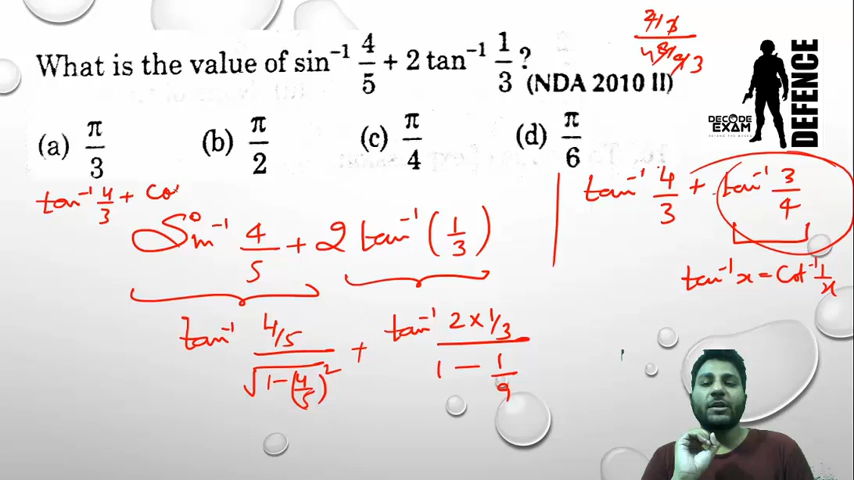 What is the value of sin⁻¹ 4/5 + 2 tan⁻¹ 1/3 ?
(NDA 2010 II)
(a) π/3 (b) π/2 (c) π/4 (d) π/6
DECODE EXAM
DEFENCE
tan⁻¹ 4/3 + cot
Sin⁻¹ 4/5 + 2 tan⁻¹ (1/3)
tan⁻¹ 4/5 / √1-(4/5)² + tan⁻¹ 2×1/3 / 1 - 1/9
tan⁻¹ 4/3 + tan⁻¹ 3/4
tan⁻¹ x = Cot⁻¹ 1/x